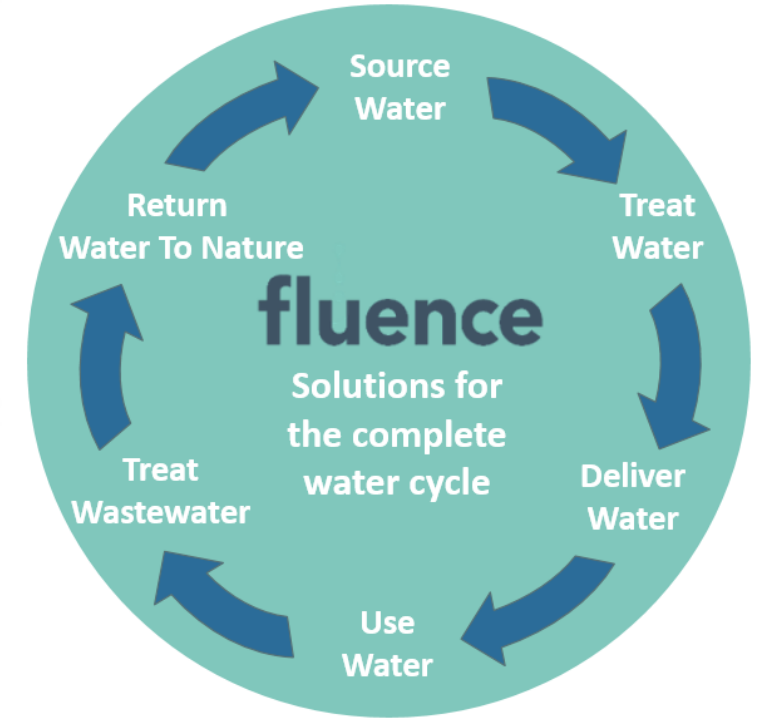 Source
Water
Treat
Water
Deliver
Water
Use
Water
Treat
Wastewater
Return
Water To Nature
fluence
Solutions for
the complete
water cycle